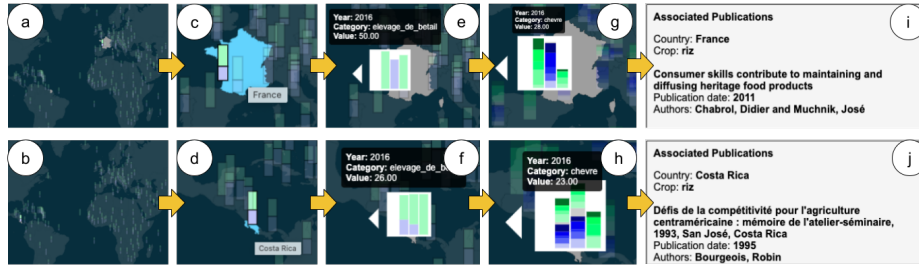 a
c
France
e
Year: 2016
Category: elevage_de_betail
Value: 50.00
g
Year: 2016
Category: chevre
Value: 28.00
i
Associated Publications
Country: France
Crop: riz
Consumer skills contribute to maintaining and
diffusing heritage food products
Publication date: 2011
Authors: Chabrol, Didier and Muchnik, José
b
d
Costa Rica
f
Year: 2016
Category: elevage_de_be
Value: 26.00
h
Year: 2016
Category: chevre
Value: 23.00
j
Associated Publications
Country: Costa Rica
Crop: riz
Défis de la compétitivité pour l'agriculture
centraméricaine : mémoire de l'atelier-séminaire,
1993, San José, Costa Rica
Publication date: 1995
Authors: Bourgeois, Robin